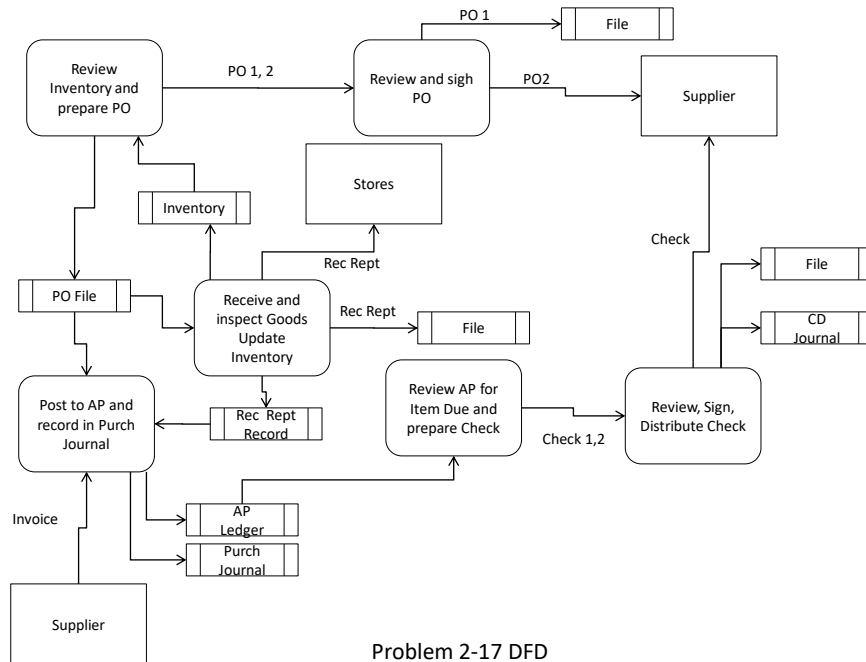 PO 1
File
Review
Inventory and
prepare PO
PO 1, 2
Review and sigh
PO
PO2
Supplier
Stores
Inventory
Check
Rec Rept
File
PO File
Receive and
inspect Goods
Update
Inventory
Rec Rept
File
CD
Journal
Post to AP and
record in Purch
Journal
Rec Rept
Record
Review AP for
Item Due and
prepare Check
Check 1,2
Review, Sign,
Distribute Check
Invoice
AP
Ledger
Purch
Journal
Supplier
Problem 2-17 DFD